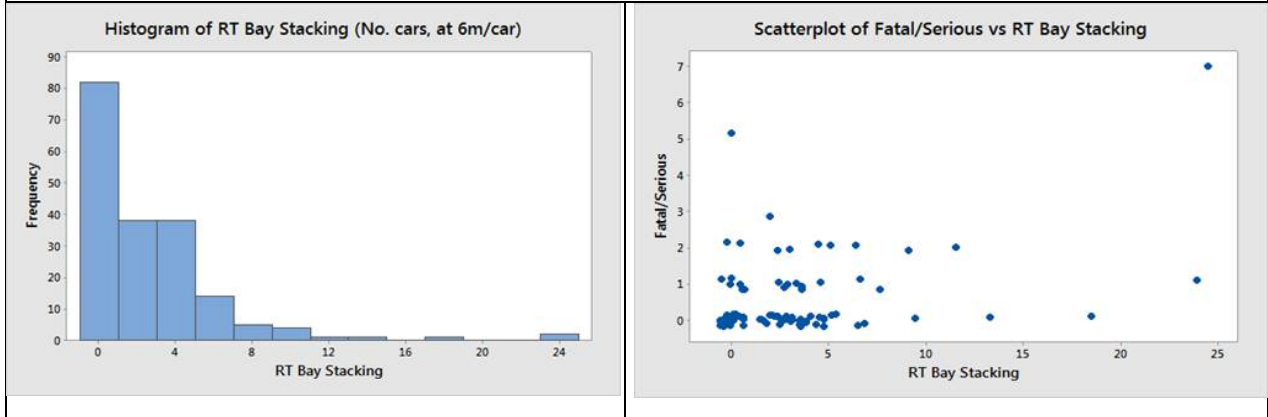 Histogram of RT Bay Stacking (No. cars, at 6m/car)
90
80
70
60
50
40
30
20
10
0
Frequency
0 4 8 12 16 20 24
RT Bay Stacking
Scatterplot of Fatal/Serious vs RT Bay Stacking
7
6
5
4
3
2
1
0
Fatal/Serious
0 5 10 15 20 25
RT Bay Stacking